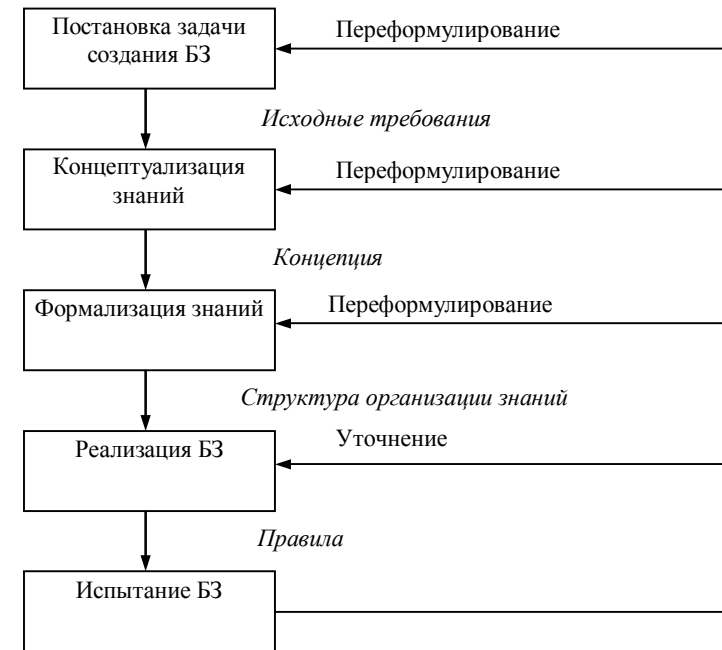 Постановка задачи
создания БЗ
Переформулирование
Исходные требования
Концептуализация
знаний
Переформулирование
Концепция
Формализация знаний
Переформулирование
Структура организации знаний
Реализация БЗ
Уточнение
Правила
Испытание БЗ